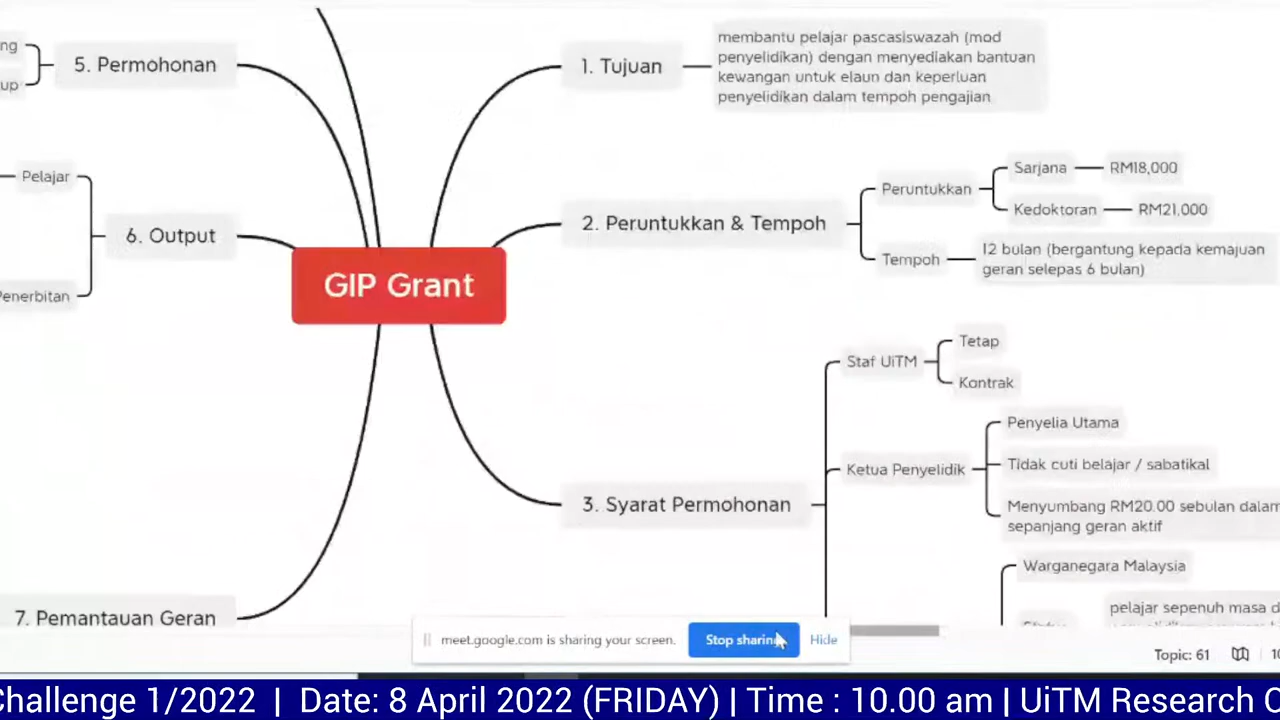 ng
up
5. Permohonan
Pelajar
Penerbitan
6. Output
7. Pemantauan Geran
GIP Grant
1. Tujuan
membantu pelajar pascasiswazah (mod
penyelidikan) dengan menyediakan bantuan
kewangan untuk elaun dan keperluan
penyelidikan dalam tempoh pengajian
2. Peruntukkan & Tempoh
Peruntukkan
Sarjana
RM18,000
Kedoktoran
RM21,000
Tempoh
12 bulan (bergantung kepada kemajuan
geran selepas 6 bulan)
3. Syarat Permohonan
Staf UiTM
Tetap
Kontrak
Ketua Penyelidik
Penyelia Utama
Tidak cuti belajar / sabatikal
Menyumbang RM20.00 sebulan dalam
sepanjang geran aktif
Warganegara Malaysia
pelajar sepenuh masa d
meet.google.com is sharing your screen.
Stop sharing
Hide
Topic: 61
10
Challenge 1/2022 | Date: 8 April 2022 (FRIDAY) | Time : 10.00 am | UiTM Research C